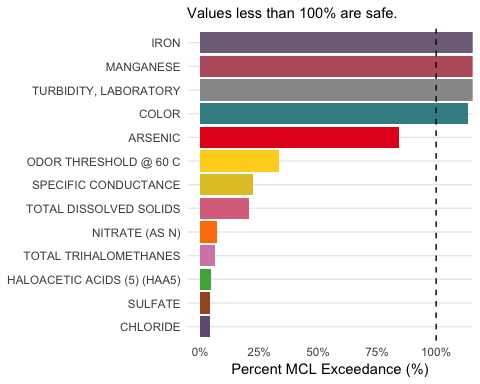 Values less than 100% are safe.
IRON
MANGANESE
TURBIDITY, LABORATORY
COLOR
ARSENIC
ODOR THRESHOLD @ 60 C
SPECIFIC CONDUCTANCE
TOTAL DISSOLVED SOLIDS
NITRATE (AS N)
TOTAL TRIHALOMETHANES
HALOACETIC ACIDS (5) (HAA5)
SULFATE
CHLORIDE
0% 25% 50% 75% 100%
Percent MCL Exceedance (%)